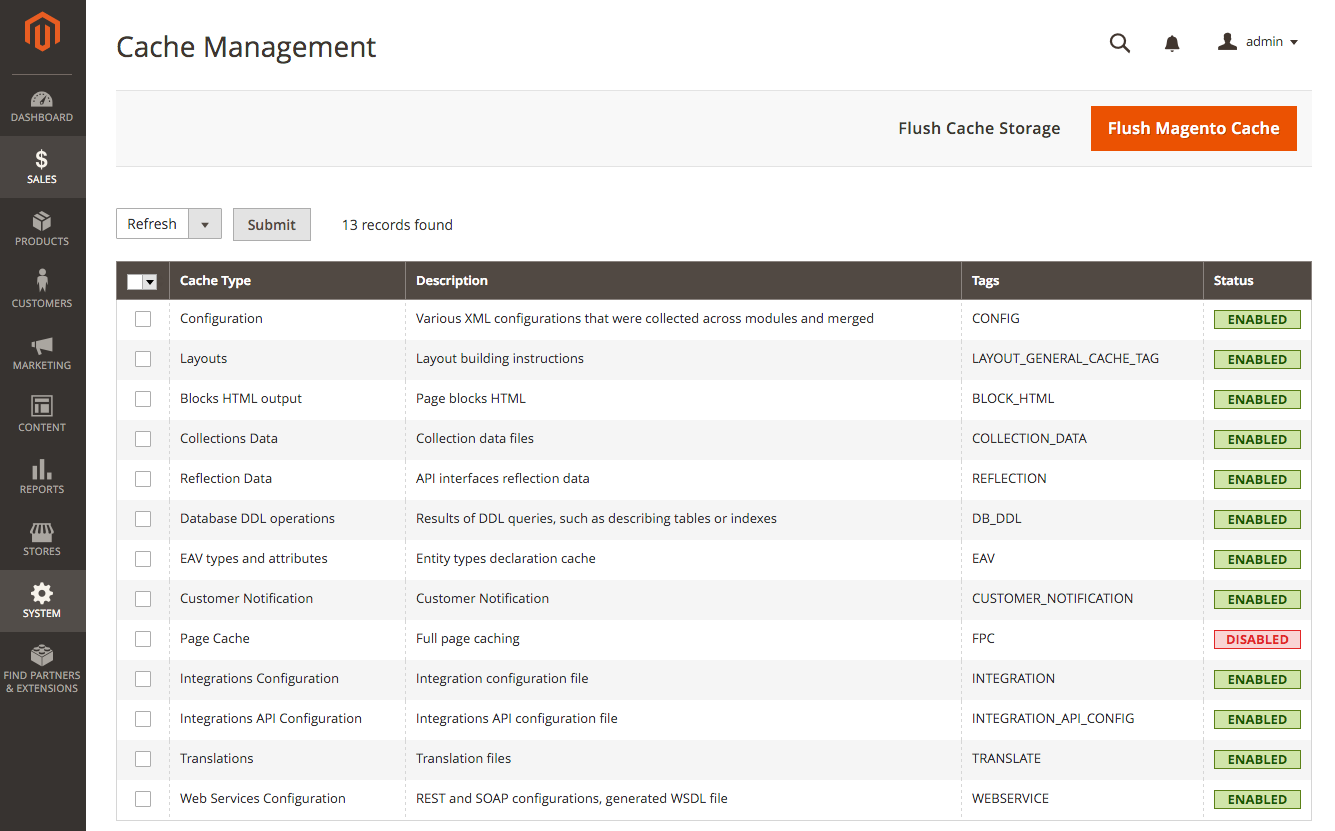 Cache Management
admin
DASHBOARD
SALES
PRODUCTS
CUSTOMERS
MARKETING
CONTENT
REPORTS
STORES
SYSTEM
FIND PARTNERS
& EXTENSIONS
Flush Cache Storage Flush Magento Cache
Refresh Submit 13 records found
Cache Type Description Tags Status
Configuration Various XML configurations that were collected across modules and merged CONFIG ENABLED
Layouts Layout building instructions LAYOUT_GENERAL_CACHE_TAG ENABLED
Blocks HTML output Page blocks HTML BLOCK_HTML ENABLED
Collections Data Collection data files COLLECTION_DATA ENABLED
Reflection Data API interfaces reflection data REFLECTION ENABLED
Database DDL operations Results of DDL queries, such as describing tables or indexes DB_DDL ENABLED
EAV types and attributes Entity types declaration cache EAV ENABLED
Customer Notification Customer Notification CUSTOMER_NOTIFICATION ENABLED
Page Cache Full page caching FPC DISABLED
Integrations Configuration Integration configuration file INTEGRATION ENABLED
Integrations API Configuration Integrations API configuration file INTEGRATION_API_CONFIG ENABLED
Translations Translation files TRANSLATE ENABLED
Web Services Configuration REST and SOAP configurations, generated WSDL file WEBSERVICE ENABLED